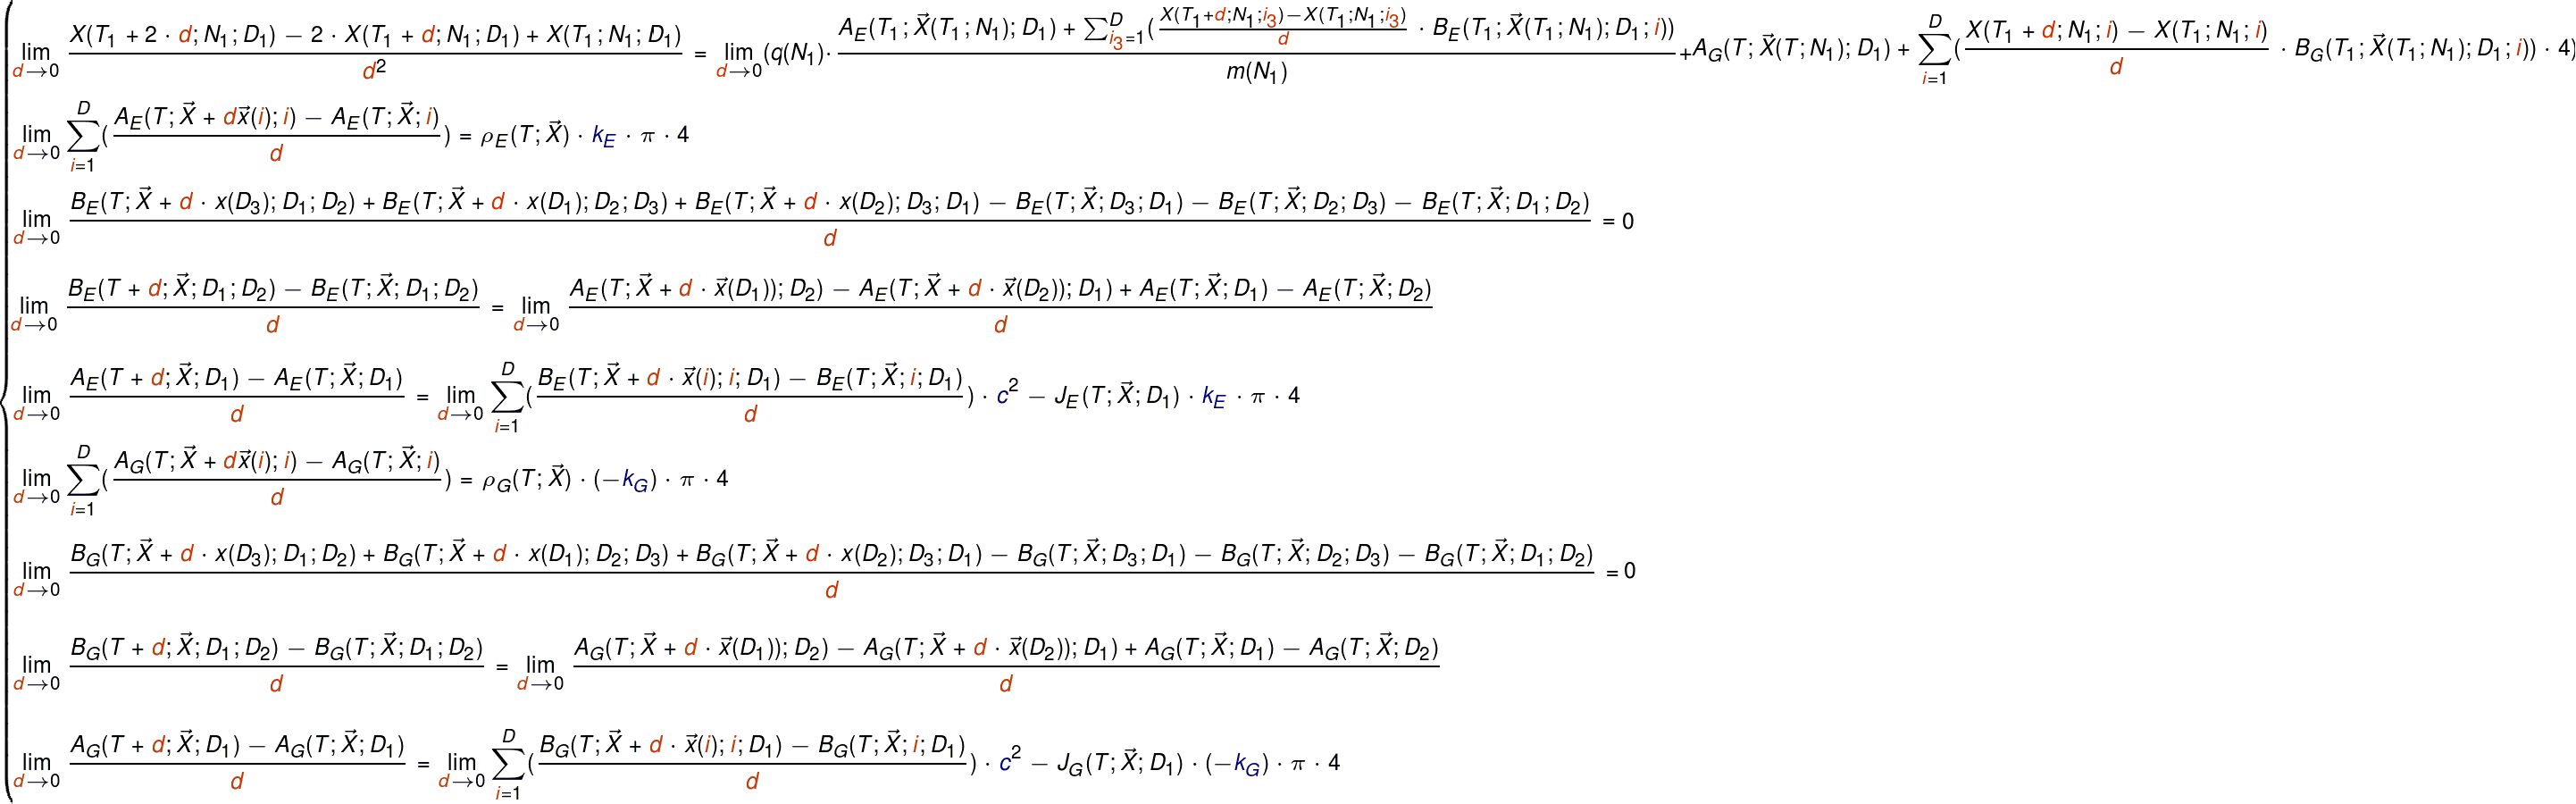 lim_{d→0} (X(T₁ + 2 · d; N₁; D₁) − 2 · X(T₁ + d; N₁; D₁) + X(T₁; N₁; D₁))/d² = lim_{d→0}(q(N₁)· (A_E(T₁; X⃗(T₁; N₁); D₁) + ∑_{i₃=1}^{D}((X(T₁+d;N₁;i₃)−X(T₁;N₁;i₃))/d · B_E(T₁; X⃗(T₁; N₁); D₁; i)))/m(N₁) +A_G(T; X⃗(T; N₁); D₁) + ∑_{i=1}^{D}((X(T₁ + d; N₁; i) − X(T₁; N₁; i))/d · B_G(T₁; X⃗(T₁; N₁); D₁; i)) · 4)
lim_{d→0} ∑_{i=1}^{D}((A_E(T; X⃗ + dx⃗(i); i) − A_E(T; X⃗; i))/d) = ρ_E(T; X⃗) · k_E · π · 4
lim_{d→0} (B_E(T; X⃗ + d · x(D₃); D₁; D₂) + B_E(T; X⃗ + d · x(D₁); D₂; D₃) + B_E(T; X⃗ + d · x(D₂); D₃; D₁) − B_E(T; X⃗; D₃; D₁) − B_E(T; X⃗; D₂; D₃) − B_E(T; X⃗; D₁; D₂))/d = 0
lim_{d→0} (B_E(T + d; X⃗; D₁; D₂) − B_E(T; X⃗; D₁; D₂))/d = lim_{d→0} (A_E(T; X⃗ + d · x⃗(D₁)); D₂) − A_E(T; X⃗ + d · x⃗(D₂)); D₁) + A_E(T; X⃗; D₁) − A_E(T; X⃗; D₂))/d
lim_{d→0} (A_E(T + d; X⃗; D₁) − A_E(T; X⃗; D₁))/d = lim_{d→0} ∑_{i=1}^{D}((B_E(T; X⃗ + d · x⃗(i); i; D₁) − B_E(T; X⃗; i; D₁))/d) · c² − J_E(T; X⃗; D₁) · k_E · π · 4
lim_{d→0} ∑_{i=1}^{D}((A_G(T; X⃗ + dx⃗(i); i) − A_G(T; X⃗; i))/d) = ρ_G(T; X⃗) · (−k_G) · π · 4
lim_{d→0} (B_G(T; X⃗ + d · x(D₃); D₁; D₂) + B_G(T; X⃗ + d · x(D₁); D₂; D₃) + B_G(T; X⃗ + d · x(D₂); D₃; D₁) − B_G(T; X⃗; D₃; D₁) − B_G(T; X⃗; D₂; D₃) − B_G(T; X⃗; D₁; D₂))/d = 0
lim_{d→0} (B_G(T + d; X⃗; D₁; D₂) − B_G(T; X⃗; D₁; D₂))/d = lim_{d→0} (A_G(T; X⃗ + d · x⃗(D₁)); D₂) − A_G(T; X⃗ + d · x⃗(D₂)); D₁) + A_G(T; X⃗; D₁) − A_G(T; X⃗; D₂))/d
lim_{d→0} (A_G(T + d; X⃗; D₁) − A_G(T; X⃗; D₁))/d = lim_{d→0} ∑_{i=1}^{D}((B_G(T; X⃗ + d · x⃗(i); i; D₁) − B_G(T; X⃗; i; D₁))/d) · c² − J_G(T; X⃗; D₁) · (−k_G) · π · 4